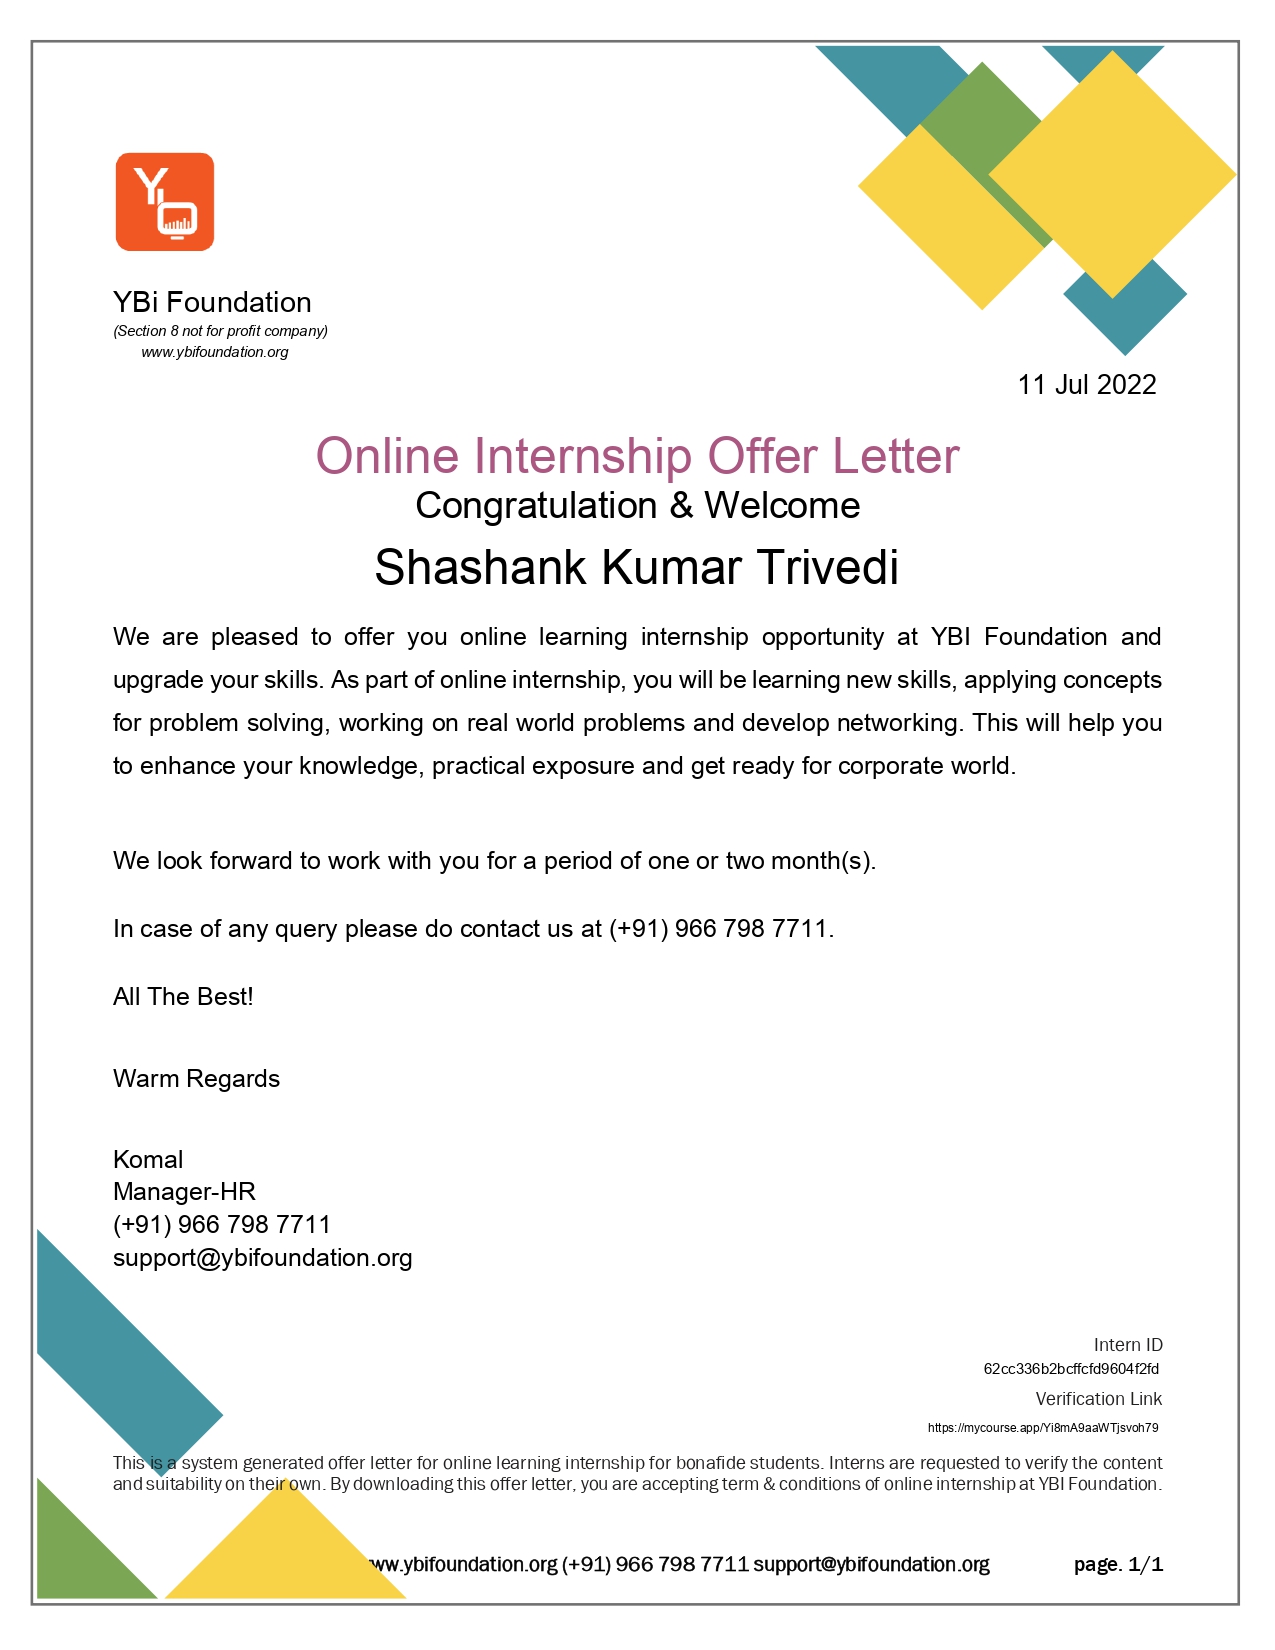 YBi Foundation
(Section 8 not for profit company)
www.ybifoundation.org
11 Jul 2022
Online Internship Offer Letter
Congratulation & Welcome
Shashank Kumar Trivedi
We are pleased to offer you online learning internship opportunity at YBI Foundation and
upgrade your skills. As part of online internship, you will be learning new skills, applying concepts
for problem solving, working on real world problems and develop networking. This will help you
to enhance your knowledge, practical exposure and get ready for corporate world.
We look forward to work with you for a period of one or two month(s).
In case of any query please do contact us at (+91) 966 798 7711.
All The Best!
Warm Regards
Komal
Manager-HR
(+91) 966 798 7711
support@ybifoundation.org
Intern ID
62cc336b2bcffcfd9604f2fd
Verification Link
https://mycourse.app/Yi8mA9aaWTjsvoh79
This is a system generated offer letter for online learning internship for bonafide students. Interns are requested to verify the content
and suitability on their own. By downloading this offer letter, you are accepting term & conditions of online internship at YBI Foundation.
www.ybifoundation.org (+91) 966 798 7711 support@ybifoundation.org page. 1/1